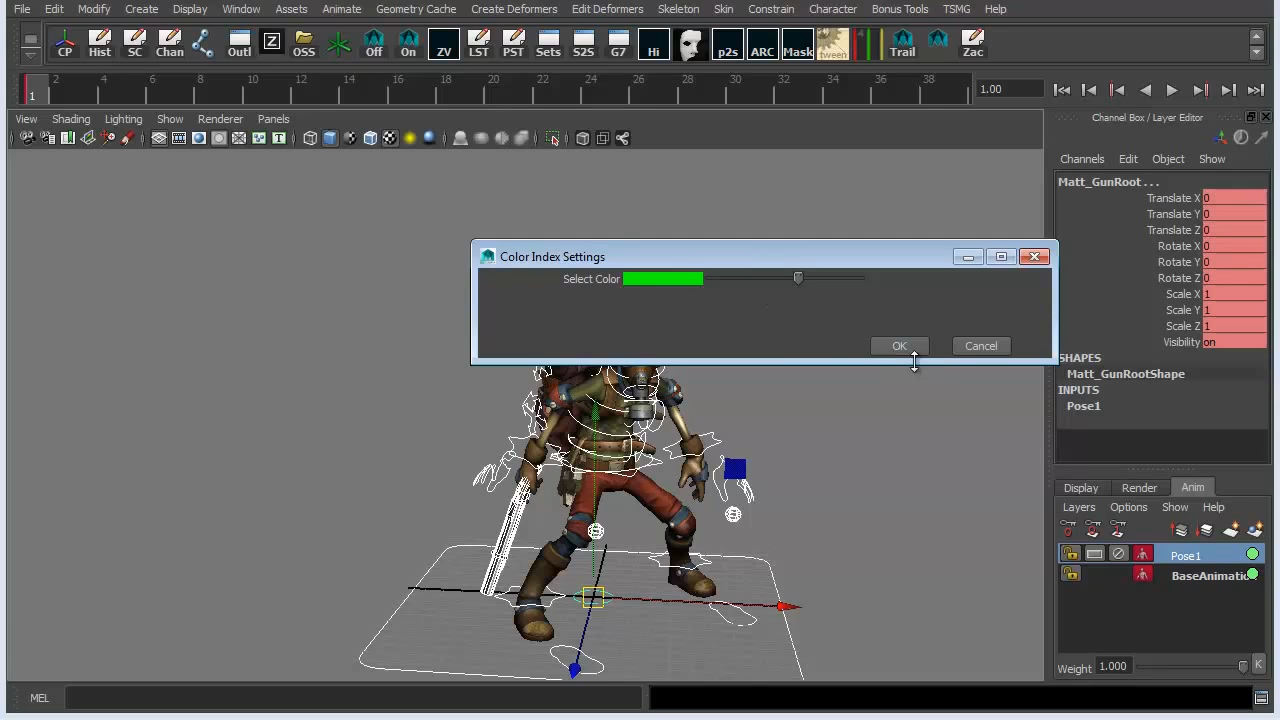 File Edit Modify Create Display Window Assets Animate Geometry Cache Create Deformers Edit Deformers Skeleton Skin Constrain Character Bonus Tools TSMG Help
CP Hist SC Chan Outl Z OSS Off On ZV LST PST Sets S2S G7 Hi p2s ARC Mask tween Trail Zac
1 2 4 6 8 10 12 14 16 18 20 22 24 26 28 30 32 34 36 38 1.00
View Shading Lighting Show Renderer Panels
Channel Box / Layer Editor
Channels Edit Object Show
Matt_GunRoot . . .
Translate X 0
Translate Y 0
Translate Z 0
Rotate X 0
Rotate Y 0
Rotate Z 0
Scale X 1
Scale Y 1
Scale Z 1
Visibility on
SHAPES
Matt_GunRootShape
INPUTS
Pose1
Color Index Settings
Select Color
OK Cancel
Display Render Anim
Layers Options Show Help
Pose1
BaseAnimatio
Weight 1.000 K
MEL